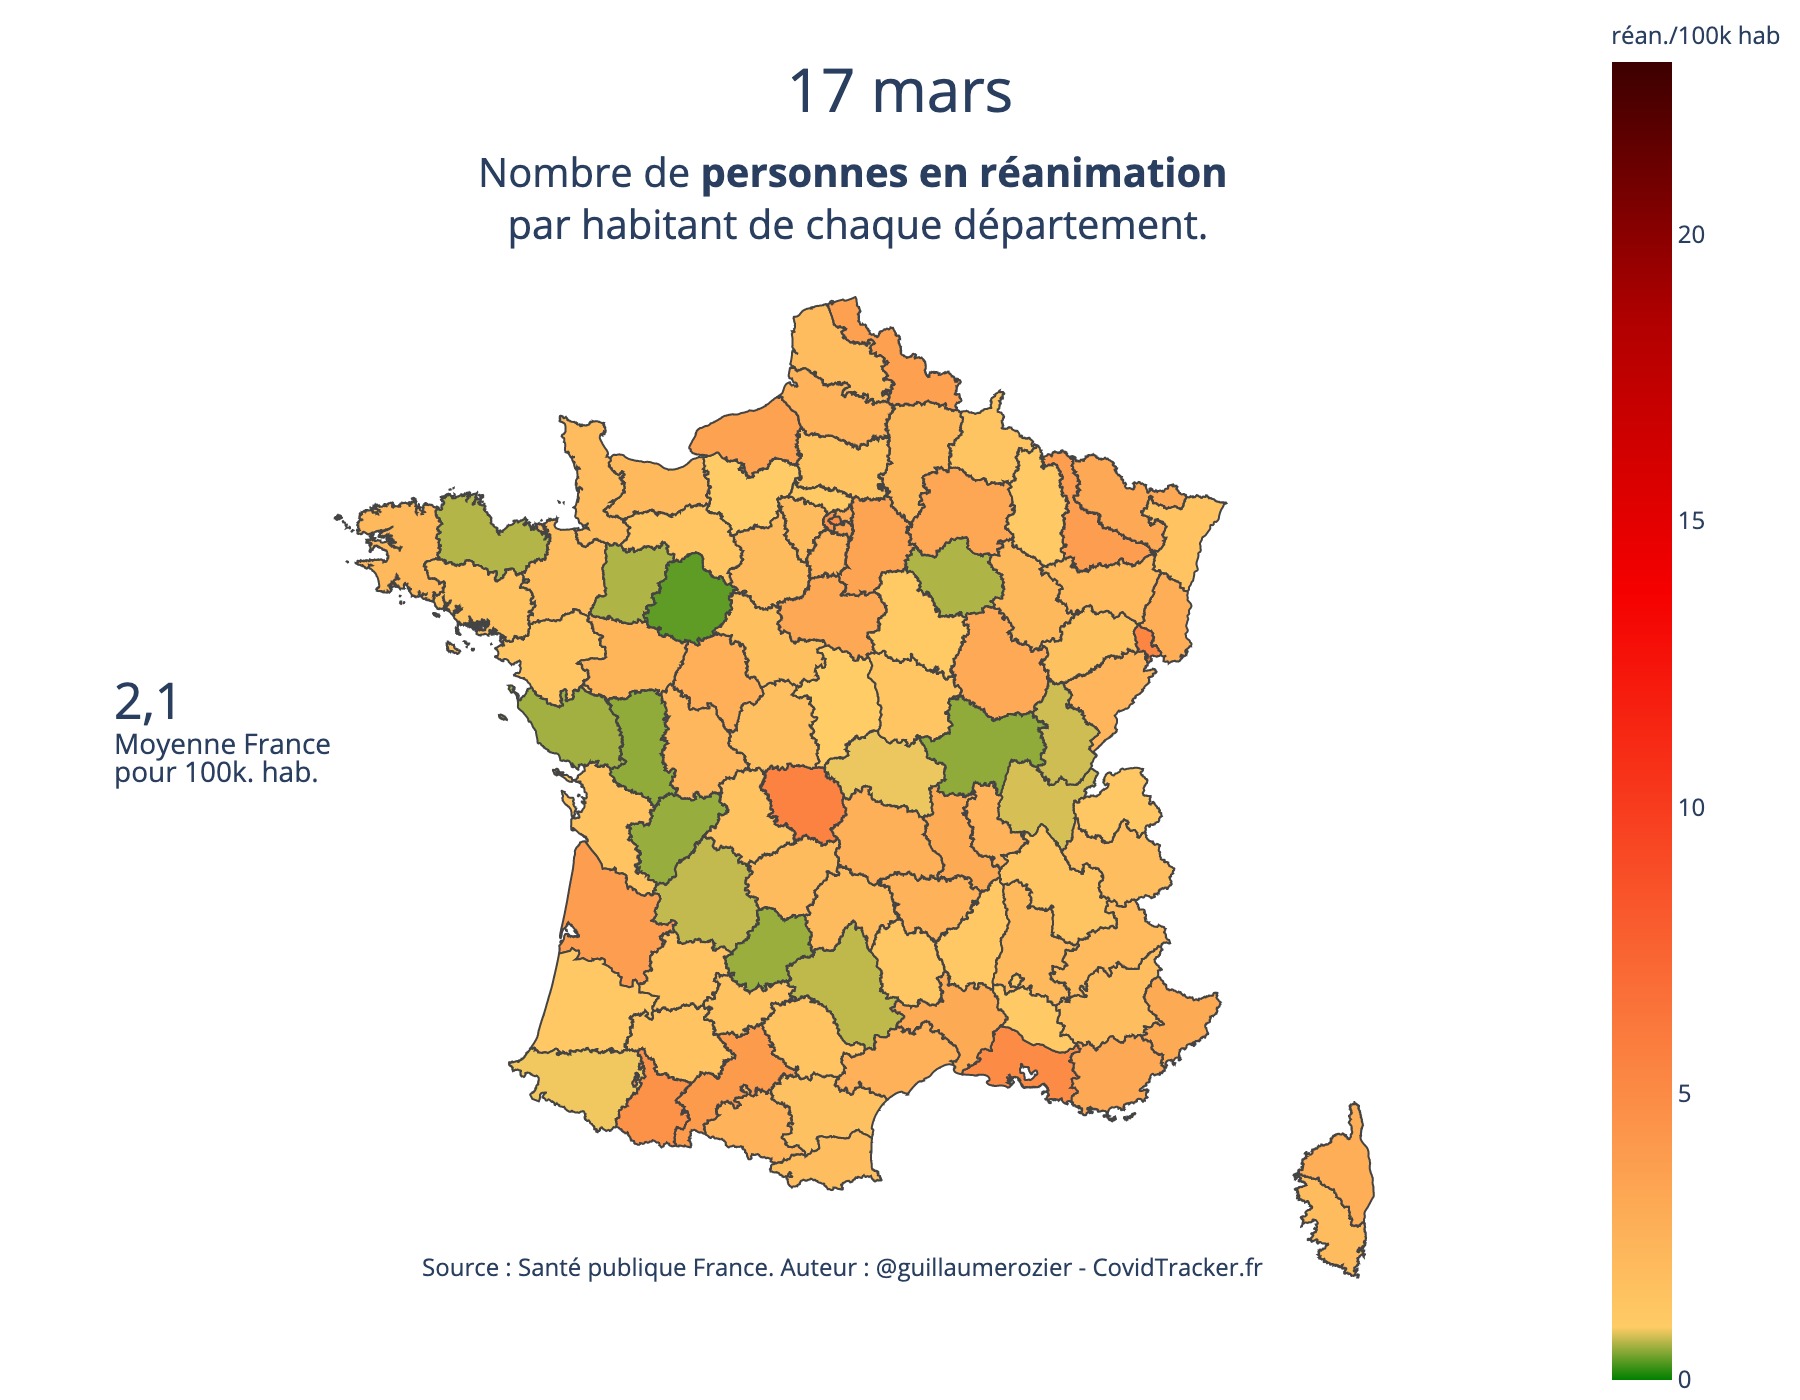 réan./100k hab
17 mars
Nombre de personnes en réanimation
par habitant de chaque département.
20
15
2,1
Moyenne France
pour 100k. hab.
10
5
Source : Santé publique France. Auteur : @guillaumerozier - CovidTracker.fr
0